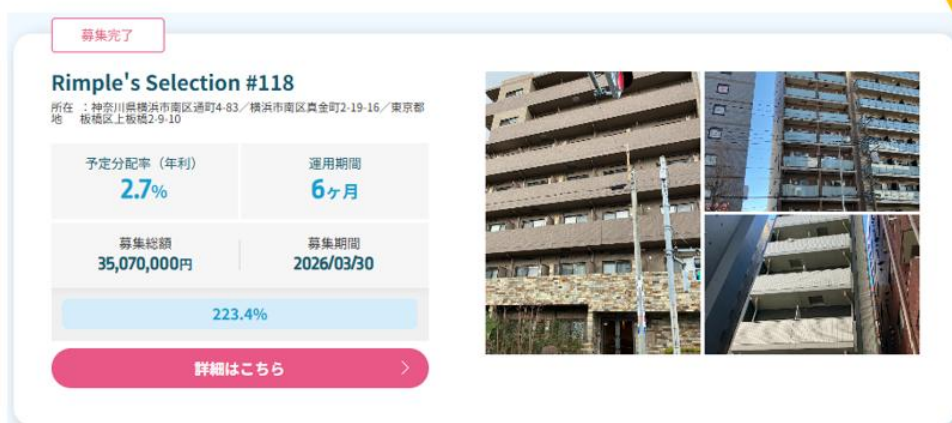 募集完了
Rimple's Selection #118
所在地 ：神奈川県横浜市南区通町4-83／横浜市南区真金町2-19-16／東京都
板橋区上板橋2-9-10
予定分配率（年利）
2.7%
運用期間
6ヶ月
募集総額
35,070,000円
募集期間
2026/03/30
223.4%
詳細はこちら